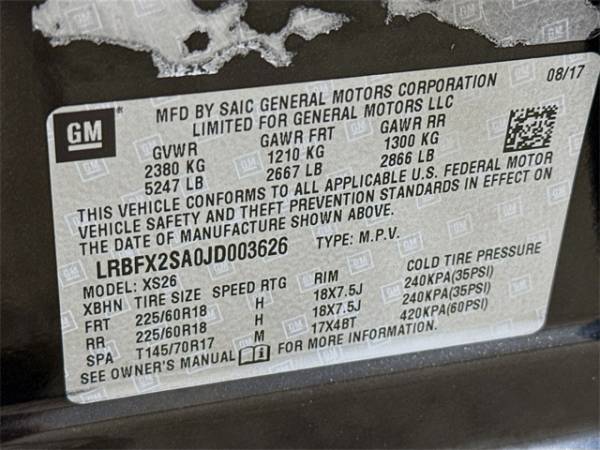 GM
MFD BY SAIC GENERAL MOTORS CORPORATION 08/17
LIMITED FOR GENERAL MOTORS LLC
GVWR GAWR FRT GAWR RR
2380 KG 1210 KG 1300 KG
5247 LB 2667 LB 2866 LB
THIS VEHICLE CONFORMS TO ALL APPLICABLE U.S. FEDERAL MOTOR
VEHICLE SAFETY AND THEFT PREVENTION STANDARDS IN EFFECT ON
THE DATE OF MANUFACTURE SHOWN ABOVE.
LRBFX2SA0JD003626 TYPE: M.P.V.
MODEL: XS26
XBHN TIRE SIZE SPEED RTG RIM COLD TIRE PRESSURE
FRT 225/60R18 H 18X7.5J 240KPA(35PSI)
RR 225/60R18 H 18X7.5J 240KPA(35PSI)
SPA T145/70R17 M 17X4BT 420KPA(60PSI)
SEE OWNER'S MANUAL i FOR MORE INFORMATION.